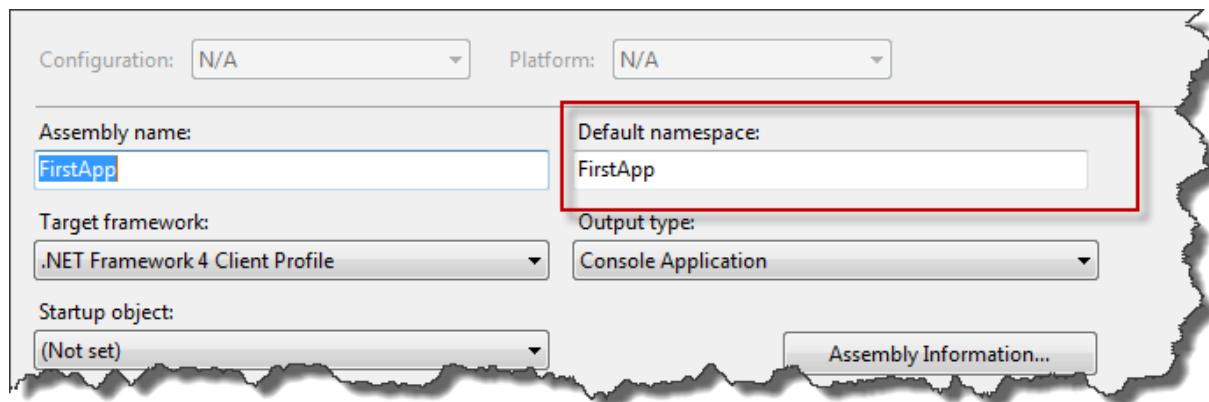 Configuration: N/A Platform: N/A
Assembly name: Default namespace:
FirstApp FirstApp
Target framework: Output type:
.NET Framework 4 Client Profile Console Application
Startup object:
(Not set) Assembly Information...